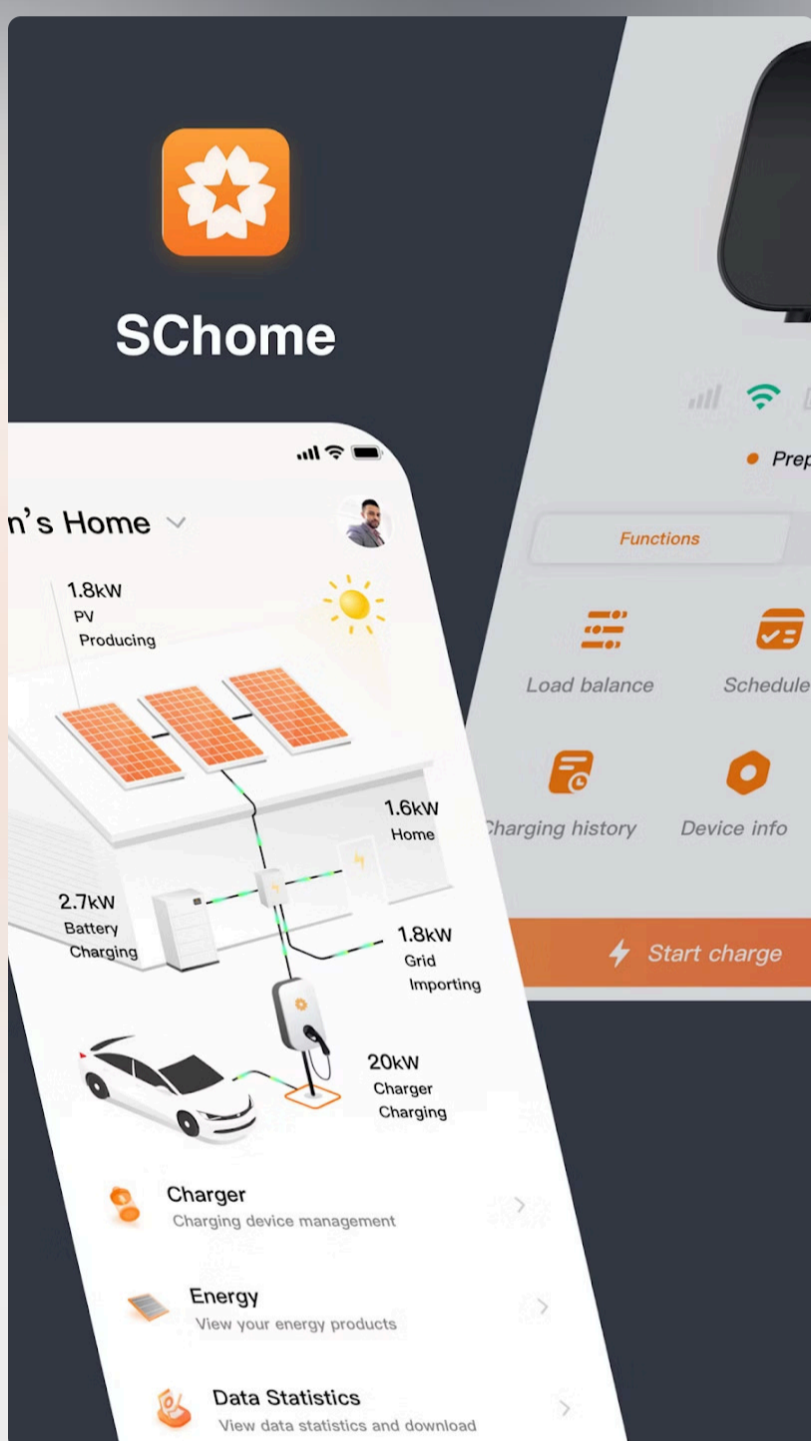 SChome
n's Home
1.8kW
PV
Producing
1.6kW
Home
2.7kW
Battery
Charging
1.8kW
Grid
Importing
20kW
Charger
Charging
Charger
Charging device management
Energy
View your energy products
Data Statistics
View data statistics and download
Prep
Functions
Load balance
Schedule
Charging history
Device info
Start charge